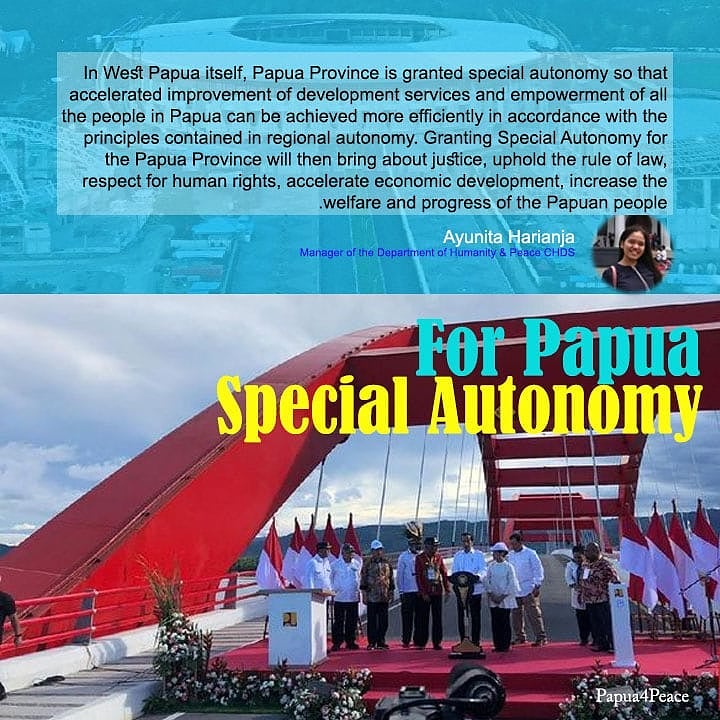 In West Papua itself, Papua Province is granted special autonomy so that
accelerated improvement of development services and empowerment of all
the people in Papua can be achieved more efficiently in accordance with the
principles contained in regional autonomy. Granting Special Autonomy for
the Papua Province will then bring about justice, uphold the rule of law,
respect for human rights, accelerate economic development, increase the
.welfare and progress of the Papuan people
Ayunita Harianja
Manager of the Department of Humanity & Peace CHDS
For Papua
Special Autonomy
Papua4Peace